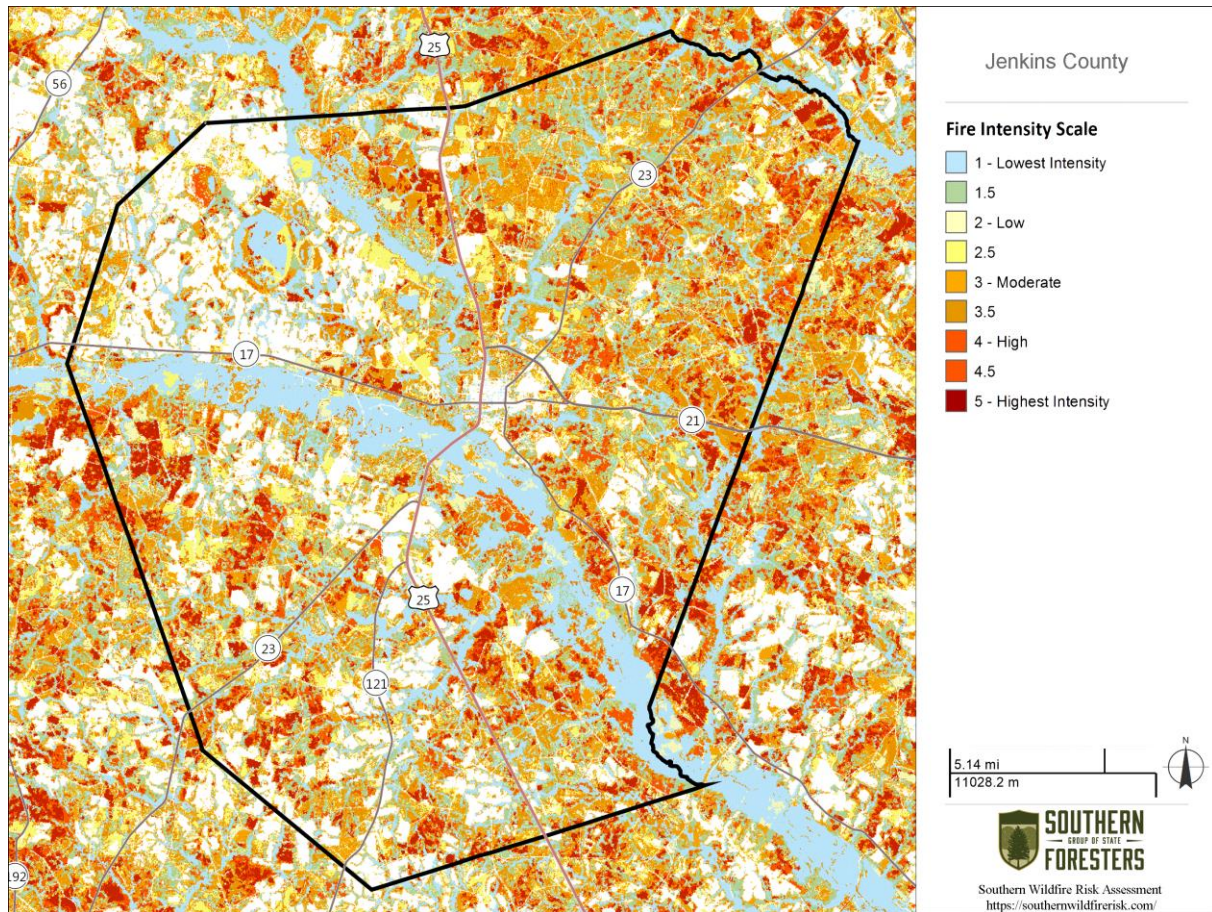 25
56
23
17
21
17
25
23
121
192
Jenkins County
Fire Intensity Scale
1 - Lowest Intensity
1.5
2 - Low
2.5
3 - Moderate
3.5
4 - High
4.5
5 - Highest Intensity
5.14 mi
11028.2 m
N
SOUTHERN
GROUP OF STATE
FORESTERS
Southern Wildfire Risk Assessment
https://southernwildfirerisk.com/